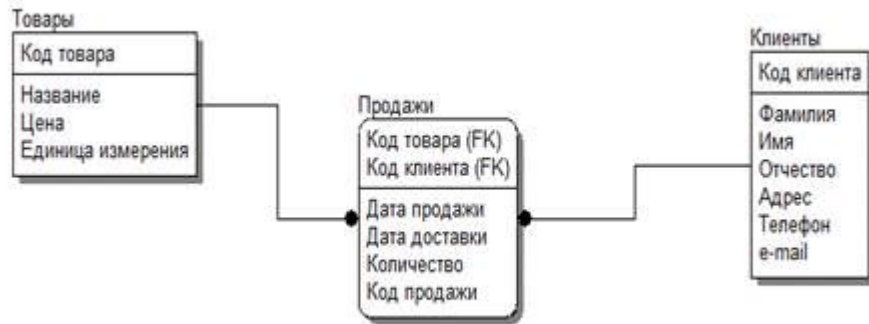 Товары
Код товара
Название
Цена
Единица измерения
Продажи
Код товара (FK)
Код клиента (FK)
Дата продажи
Дата доставки
Количество
Код продажи
Клиенты
Код клиента
Фамилия
Имя
Отчество
Адрес
Телефон
e-mail